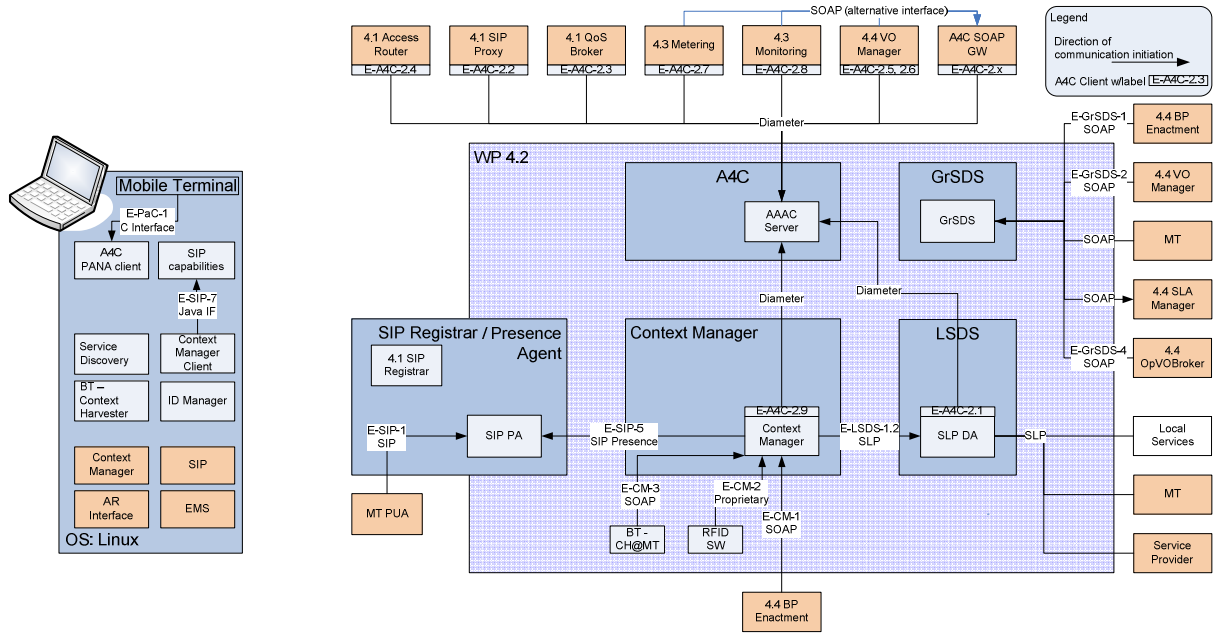 SOAP (alternative interface)
4.1 Access
Router
E-A4C-2.4
4.1 SIP
Proxy
E-A4C-2.2
4.1 QoS
Broker
E-A4C-2.3
4.3 Metering
E-A4C-2.7
4.3
Monitoring
E-A4C-2.8
4.4 VO
Manager
E-A4C-2.5, 2.6
A4C SOAP
GW
E-A4C-2.x
Legend
Direction of
communication initiation
A4C Client w/label
E-A4C-2.3
Diameter
Mobile Terminal
E-PaC-1
C Interface
A4C
PANA client
SIP
capabilities
E-SIP-7
Java IF
Service
Discovery
Context
Manager
Client
BT –
Context
Harvester
ID Manager
Context
Manager
SIP
AR
Interface
EMS
OS: Linux
WP 4.2
A4C
AAAC
Server
GrSDS
GrSDS
Diameter
Diameter
SIP Registrar / Presence
Agent
4.1 SIP
Registrar
E-SIP-1
SIP
SIP PA
MT PUA
E-SIP-5
SIP Presence
Context Manager
E-A4C-2.9
Context
Manager
E-LSDS-1,2
SLP
LSDS
E-A4C-2.1
SLP DA
SLP
E-CM-3
SOAP
E-CM-2
Proprietary
E-CM-1
SOAP
BT -
CH@MT
RFID
SW
4.4 BP
Enactment
E-GrSDS-1
SOAP
4.4 BP
Enactment
E-GrSDS-2
SOAP
4.4 VO
Manager
SOAP
MT
SOAP
4.4 SLA
Manager
E-GrSDS-4
SOAP
4.4
OpVOBroker
Local
Services
MT
Service
Provider